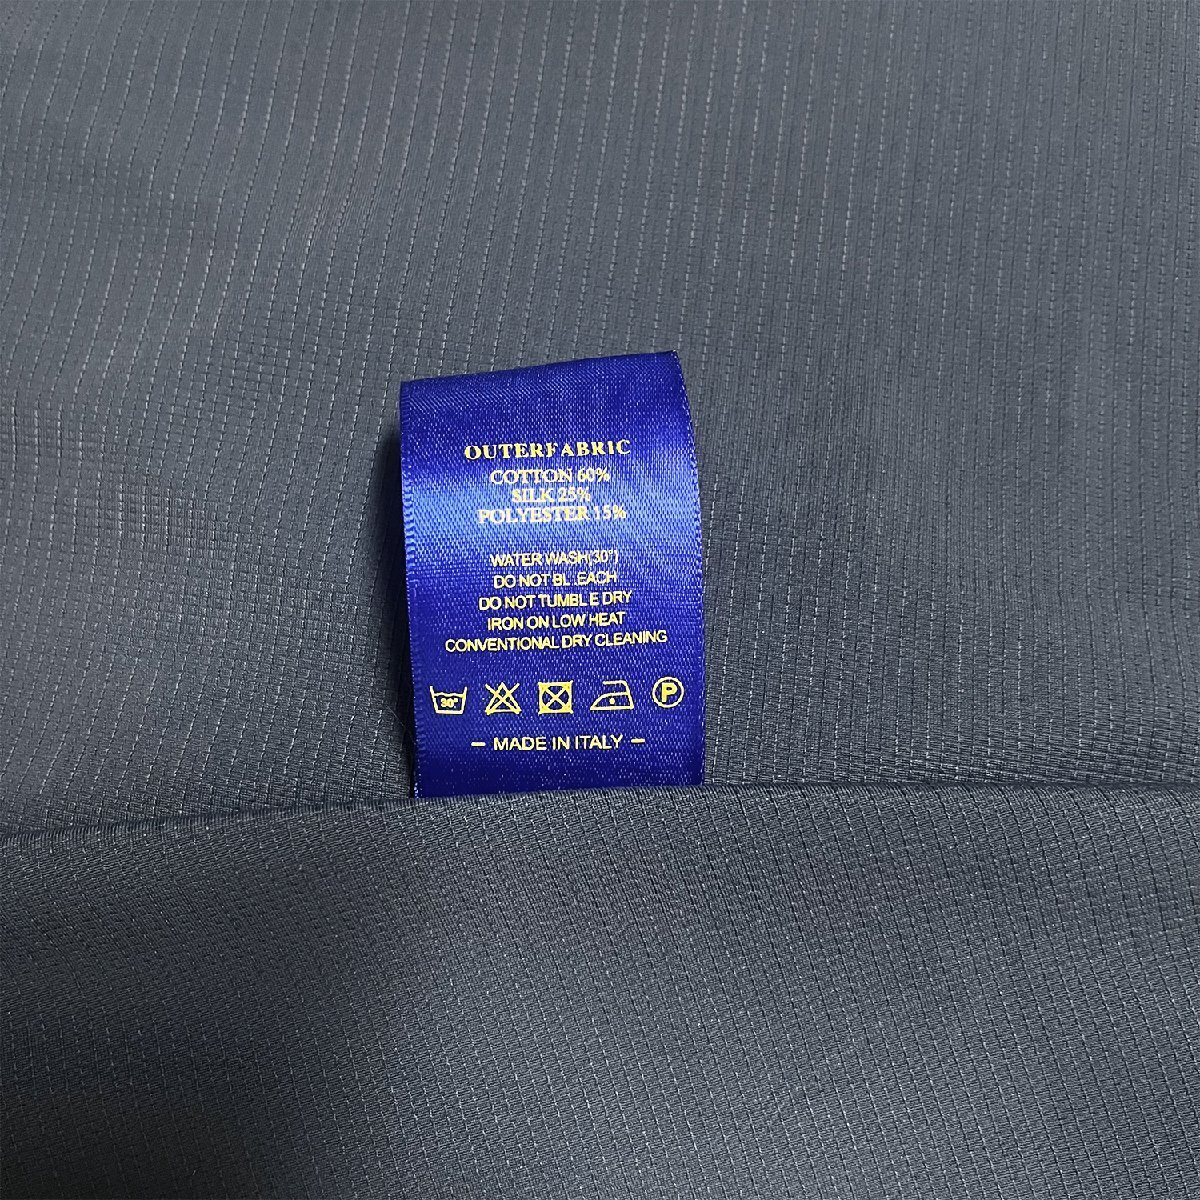 OUTERFABRIC
COTTON 60%
SILK 25%
POLYESTER 15%
WATER WASH(30°)
DO NOT BLEACH
DO NOT TUMBLE DRY
IRON ON LOW HEAT
CONVENTIONAL DRY CLEANING
30° P
– MADE IN ITALY –